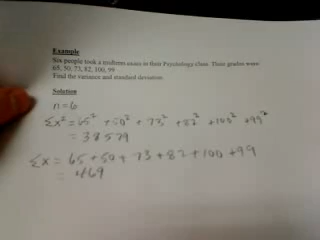 Example
Six people took a midterm exam in their Psychology class. Their grades were:
65, 50, 73, 82, 100, 99
Find the variance and standard deviation.
Solution
n = 6
Σx² = 65² + 50² + 73² + 82² + 100² + 99²
= 38579
Σx = 65 + 50 + 73 + 82 + 100 + 99
= 469